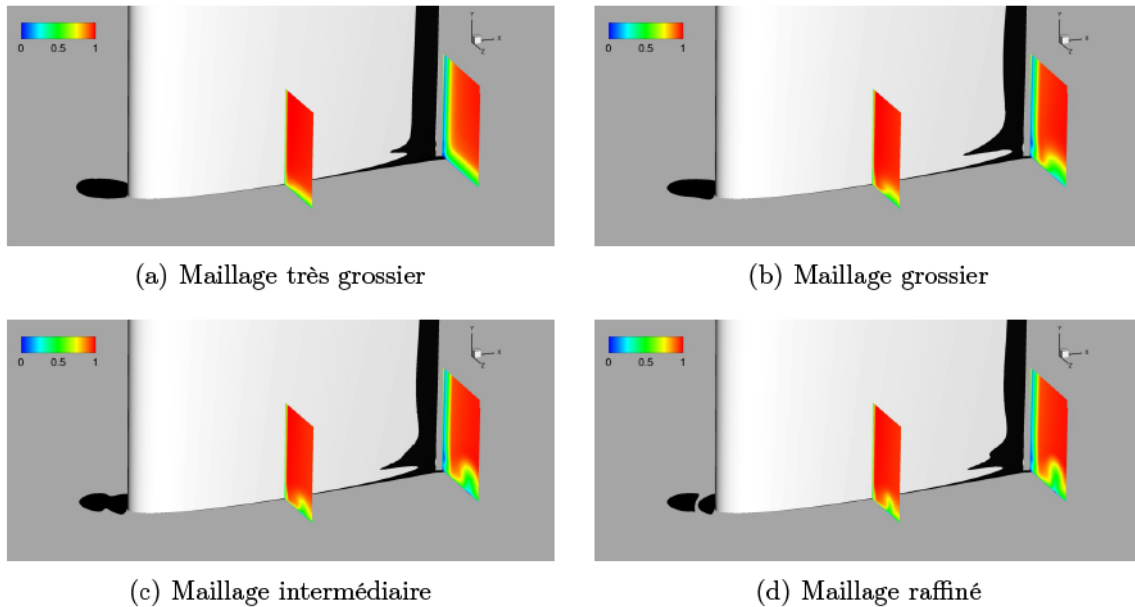 0 0.5 1
Y
X
Z
0 0.5 1
Y
X
Z
(a) Maillage très grossier
(b) Maillage grossier
0 0.5 1
Y
X
Z
0 0.5 1
Y
X
Z
(c) Maillage intermédiaire
(d) Maillage raffiné